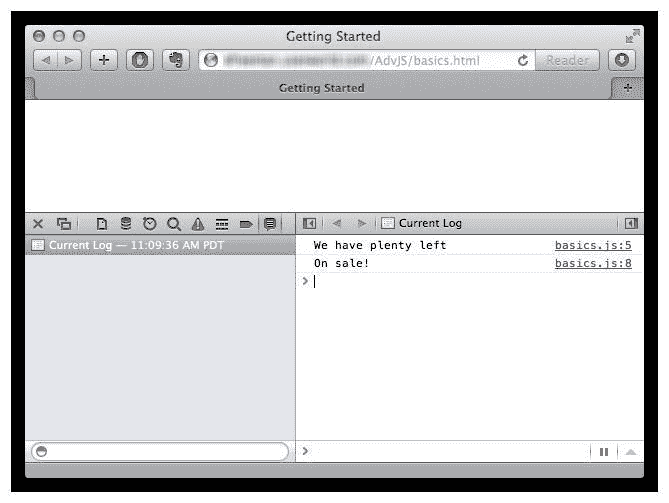 Getting Started
/AdvJS/basics.html
Reader
Getting Started
Current Log
Current Log — 11:09:36 AM PDT
We have plenty left basics.js:5
On sale! basics.js:8